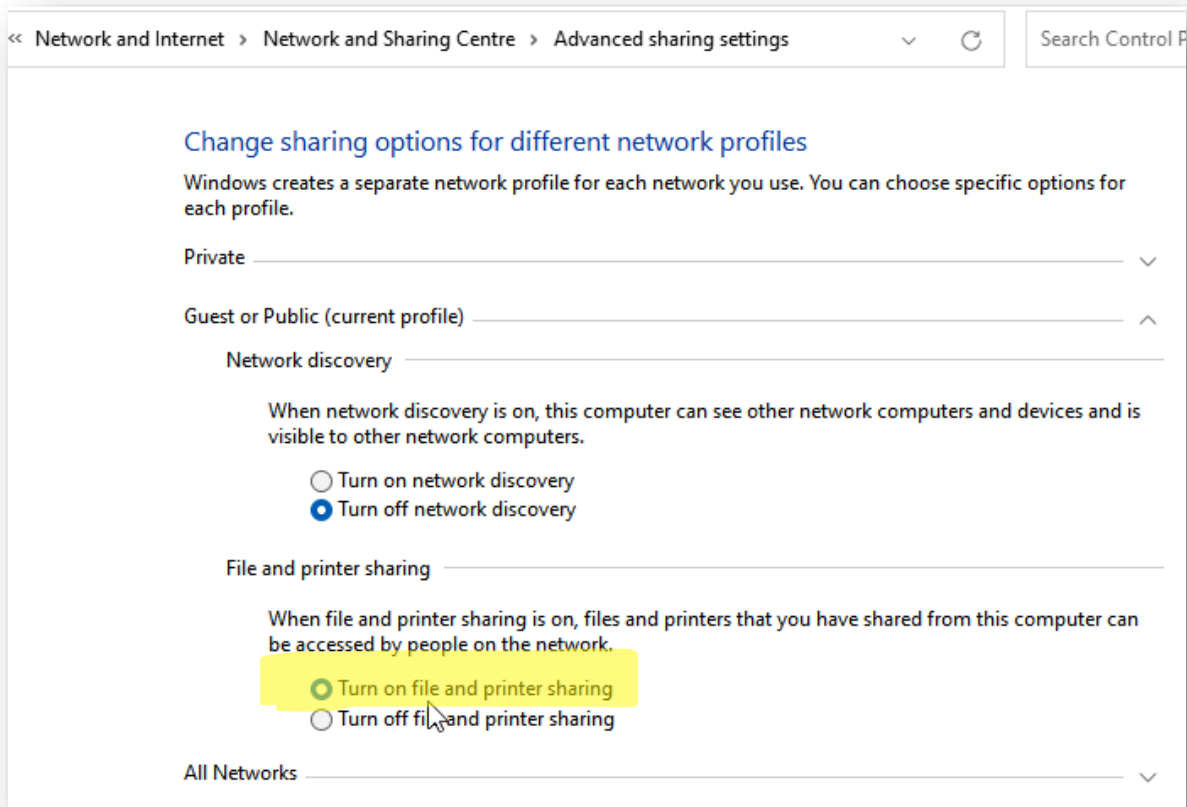 « Network and Internet > Network and Sharing Centre > Advanced sharing settings
Search Control P
Change sharing options for different network profiles
Windows creates a separate network profile for each network you use. You can choose specific options for
each profile.
Private
Guest or Public (current profile)
Network discovery
When network discovery is on, this computer can see other network computers and devices and is
visible to other network computers.
Turn on network discovery
Turn off network discovery
File and printer sharing
When file and printer sharing is on, files and printers that you have shared from this computer can
be accessed by people on the network.
Turn on file and printer sharing
Turn off file and printer sharing
All Networks